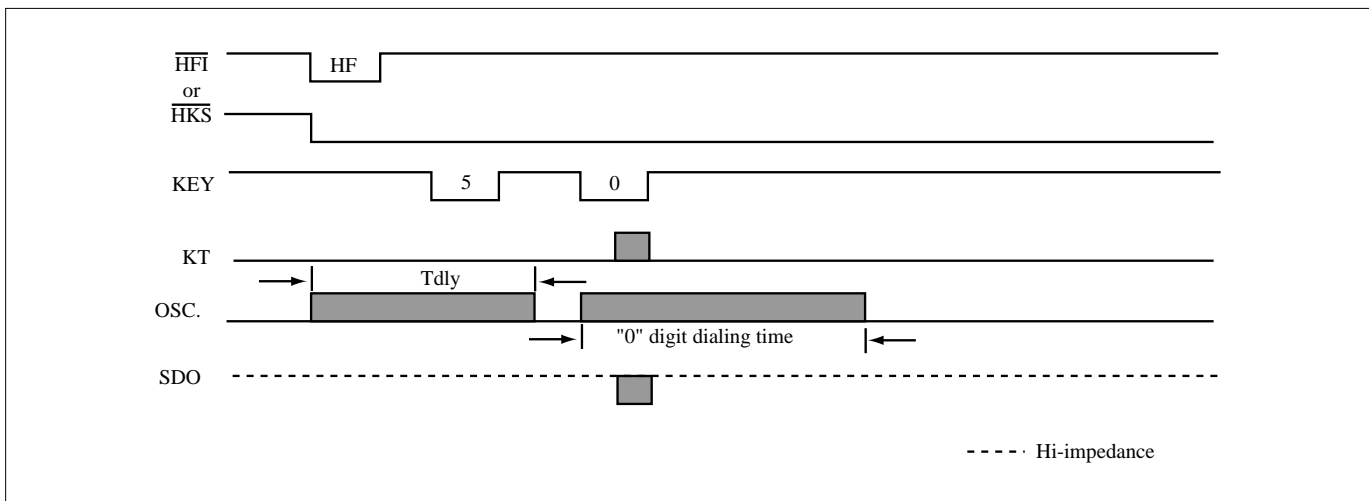 HFI
HF
or
HKS
KEY
5
0
KT
Tdly
OSC.
"0" digit dialing time
SDO
Hi-impedance